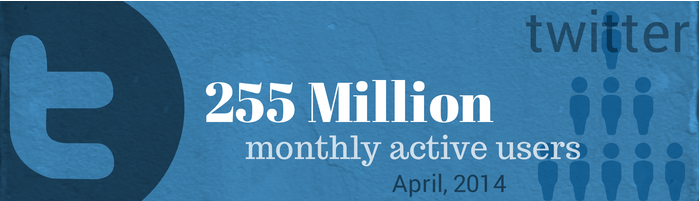 twitter
t
255 Million
monthly active users
April, 2014